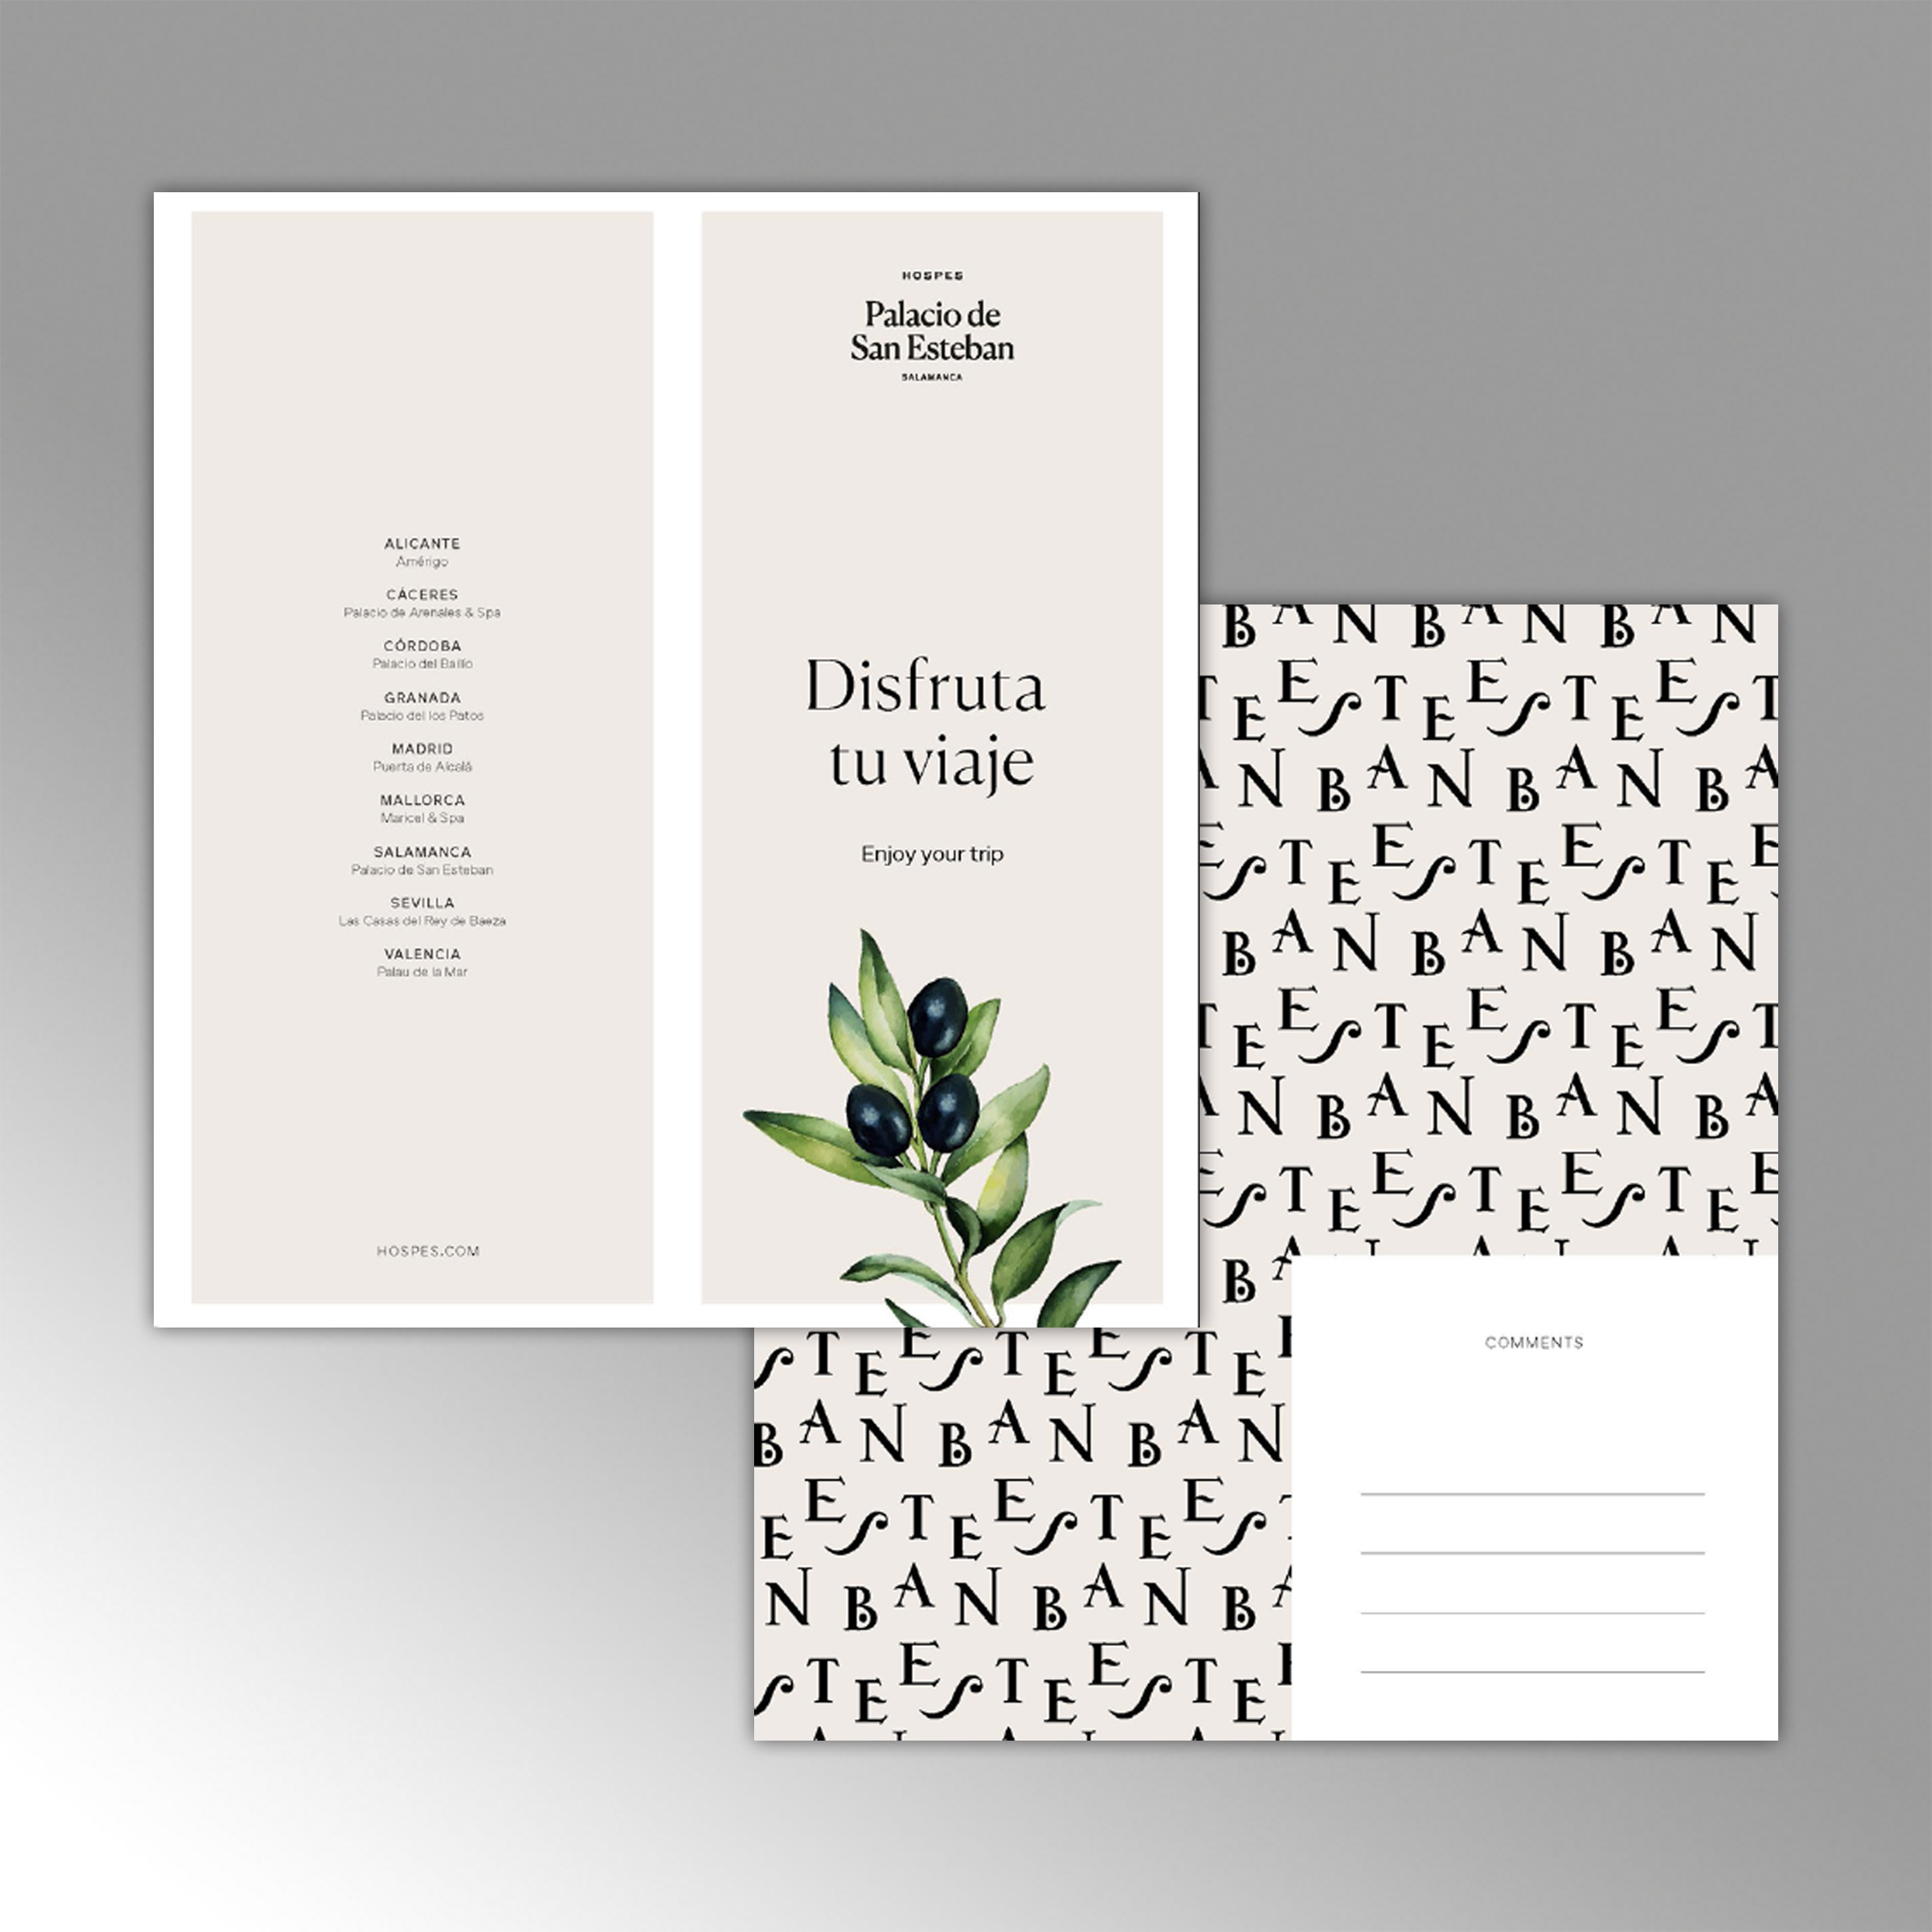 ALICANTE
Amérigo
CÁCERES
Palacio de Arenales & Spa
CÓRDOBA
Palacio del Bailío
GRANADA
Palacio del los Patos
MADRID
Puerta de Alcalá
MALLORCA
Maricel & Spa
SALAMANCA
Palacio de San Esteban
SEVILLA
Las Casas del Rey de Baeza
VALENCIA
Palau de la Mar
HOSPES.COM
HOSPES
Palacio de
San Esteban
SALAMANCA
Disfruta
tu viaje
Enjoy your trip
B A N B A N B A N
T E E S T E E S T E E S T
A N B A N B A N B A
E S T E E S T E E S T E E S
B A N B A N B A N
T E E S T E E S T E E S T
A N B A N B A N B A
E S T E E S T E E S T E E S
B A N A N A N
COMMENTS
S T E E S T E E S T E E
B A N B A N B A N
E E S T E E S T E E S T
N B A N B A N B A
S T E E S T E E S T E E